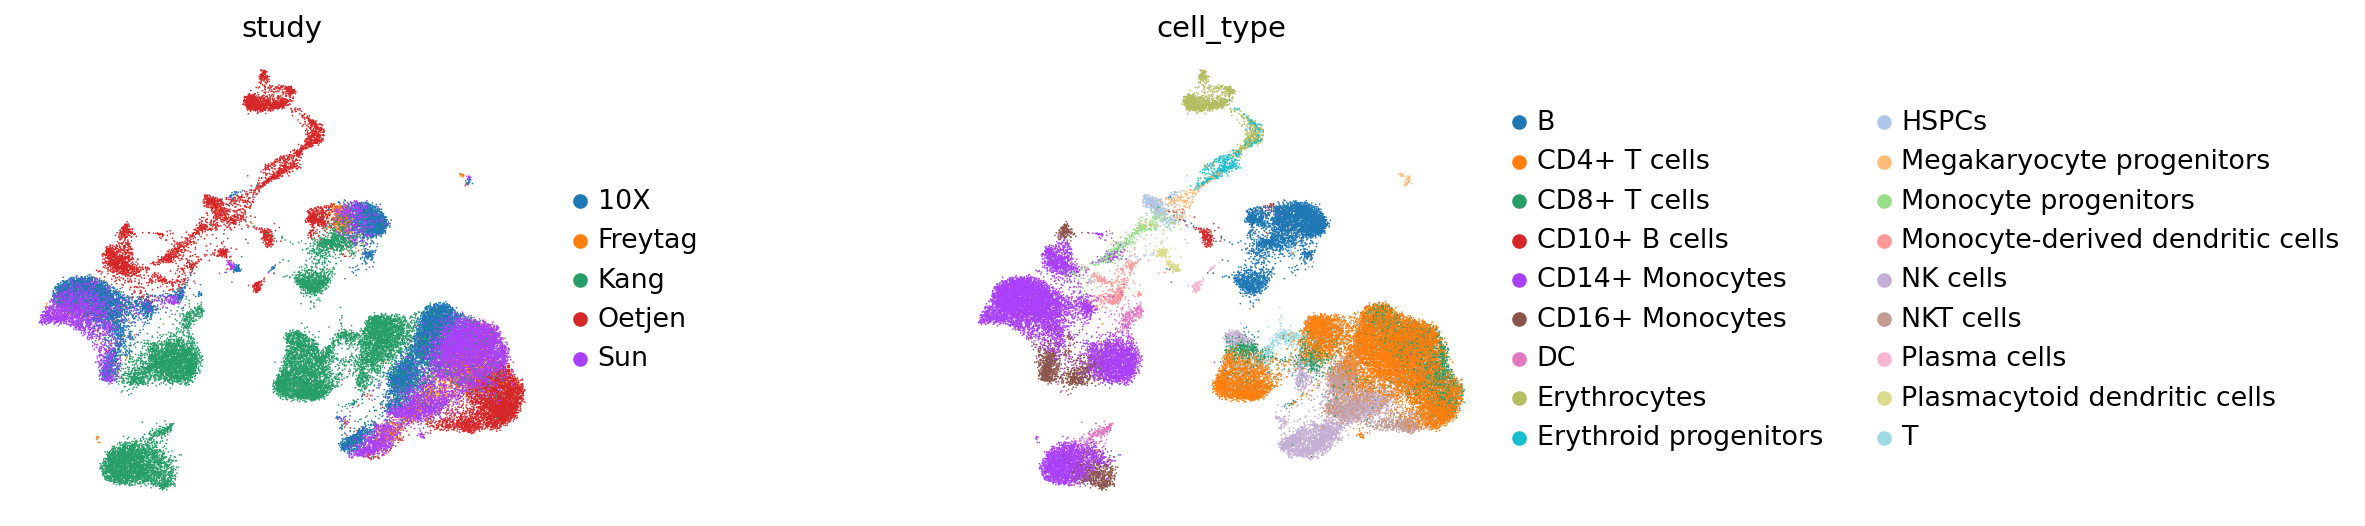 study
10X
Freytag
Kang
Oetjen
Sun
cell_type
B
CD4+ T cells
CD8+ T cells
CD10+ B cells
CD14+ Monocytes
CD16+ Monocytes
DC
Erythrocytes
Erythroid progenitors
HSPCs
Megakaryocyte progenitors
Monocyte progenitors
Monocyte-derived dendritic cells
NK cells
NKT cells
Plasma cells
Plasmacytoid dendritic cells
T